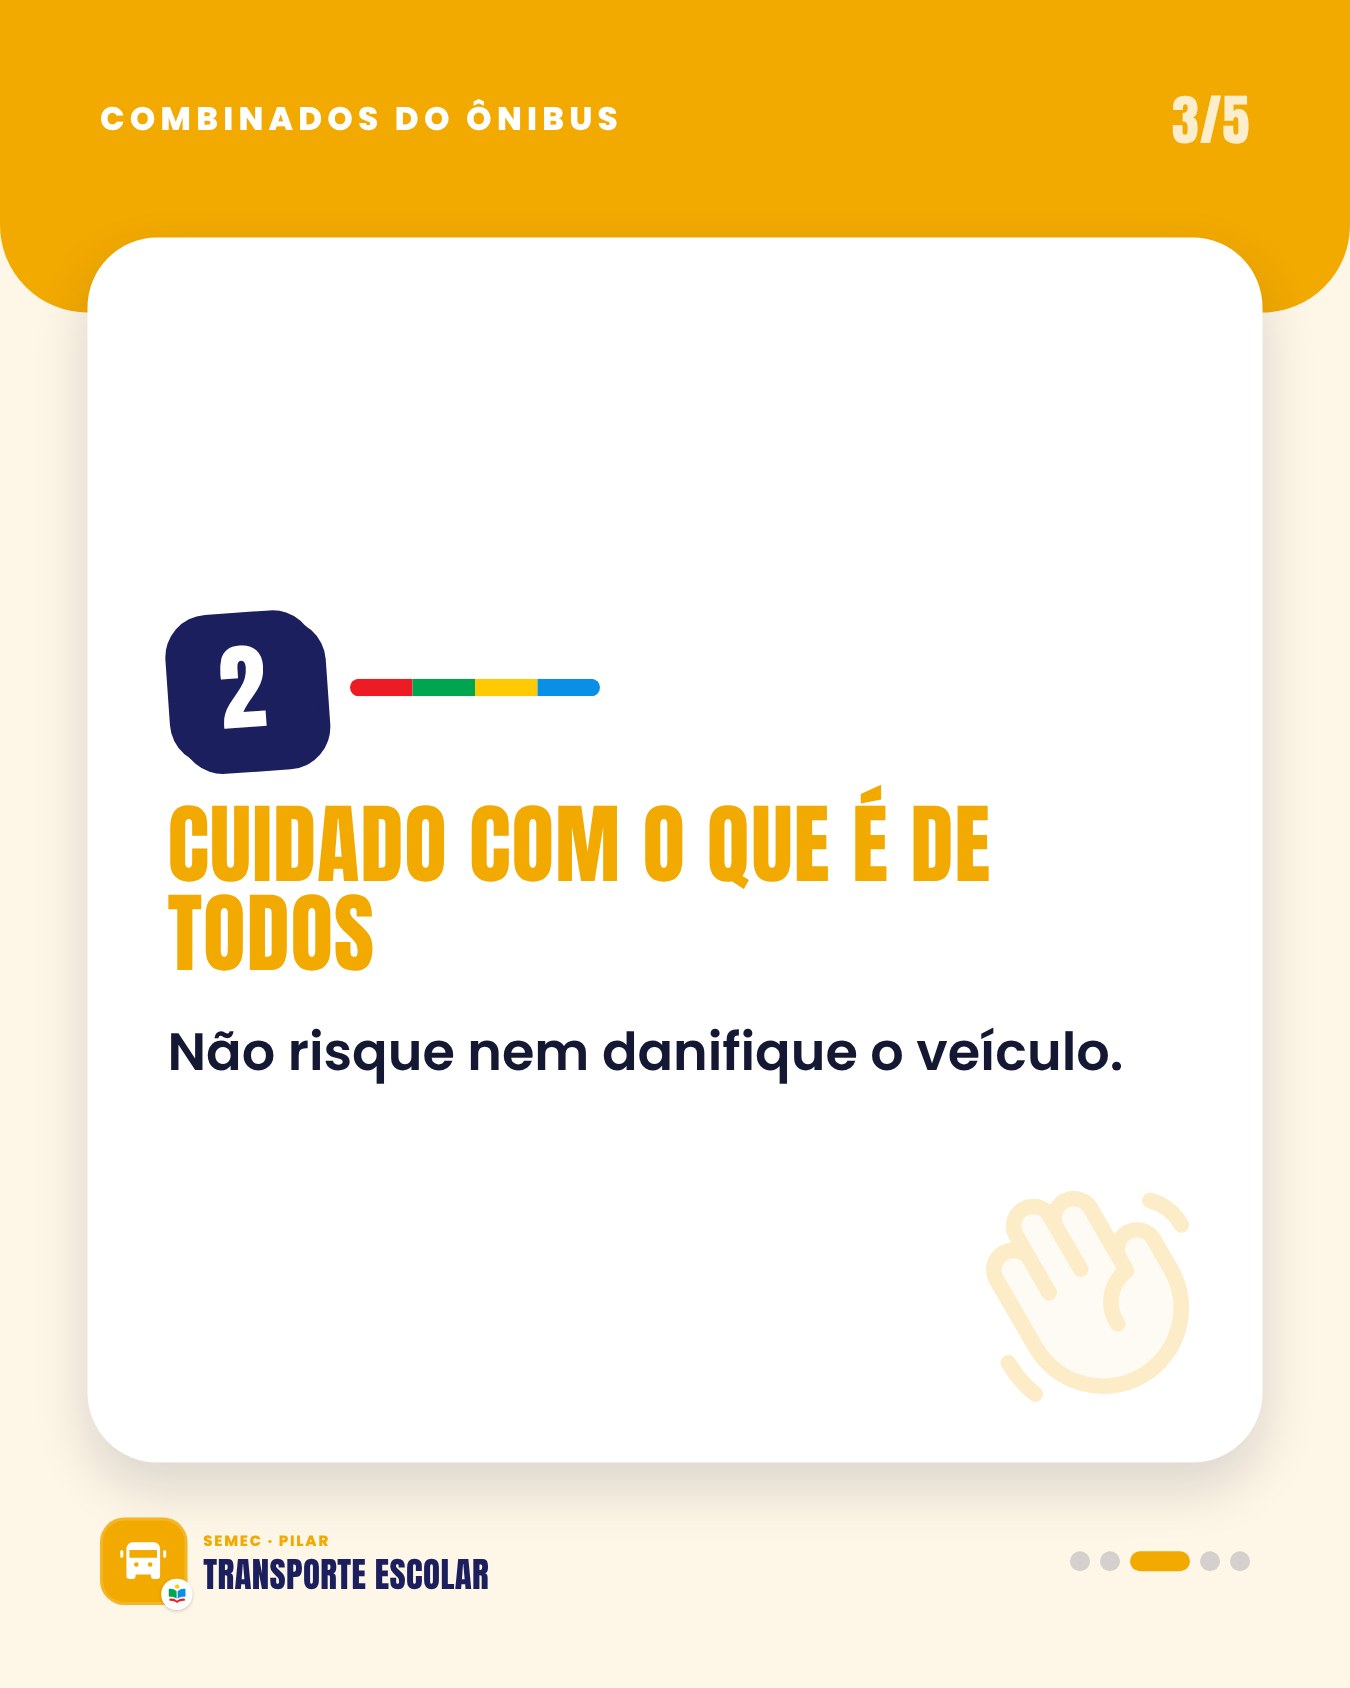 COMBINADOS DO ÔNIBUS
3/5
2
CUIDADO COM O QUE É DE
TODOS
Não risque nem danifique o veículo.
SEMEC · PILAR
TRANSPORTE ESCOLAR